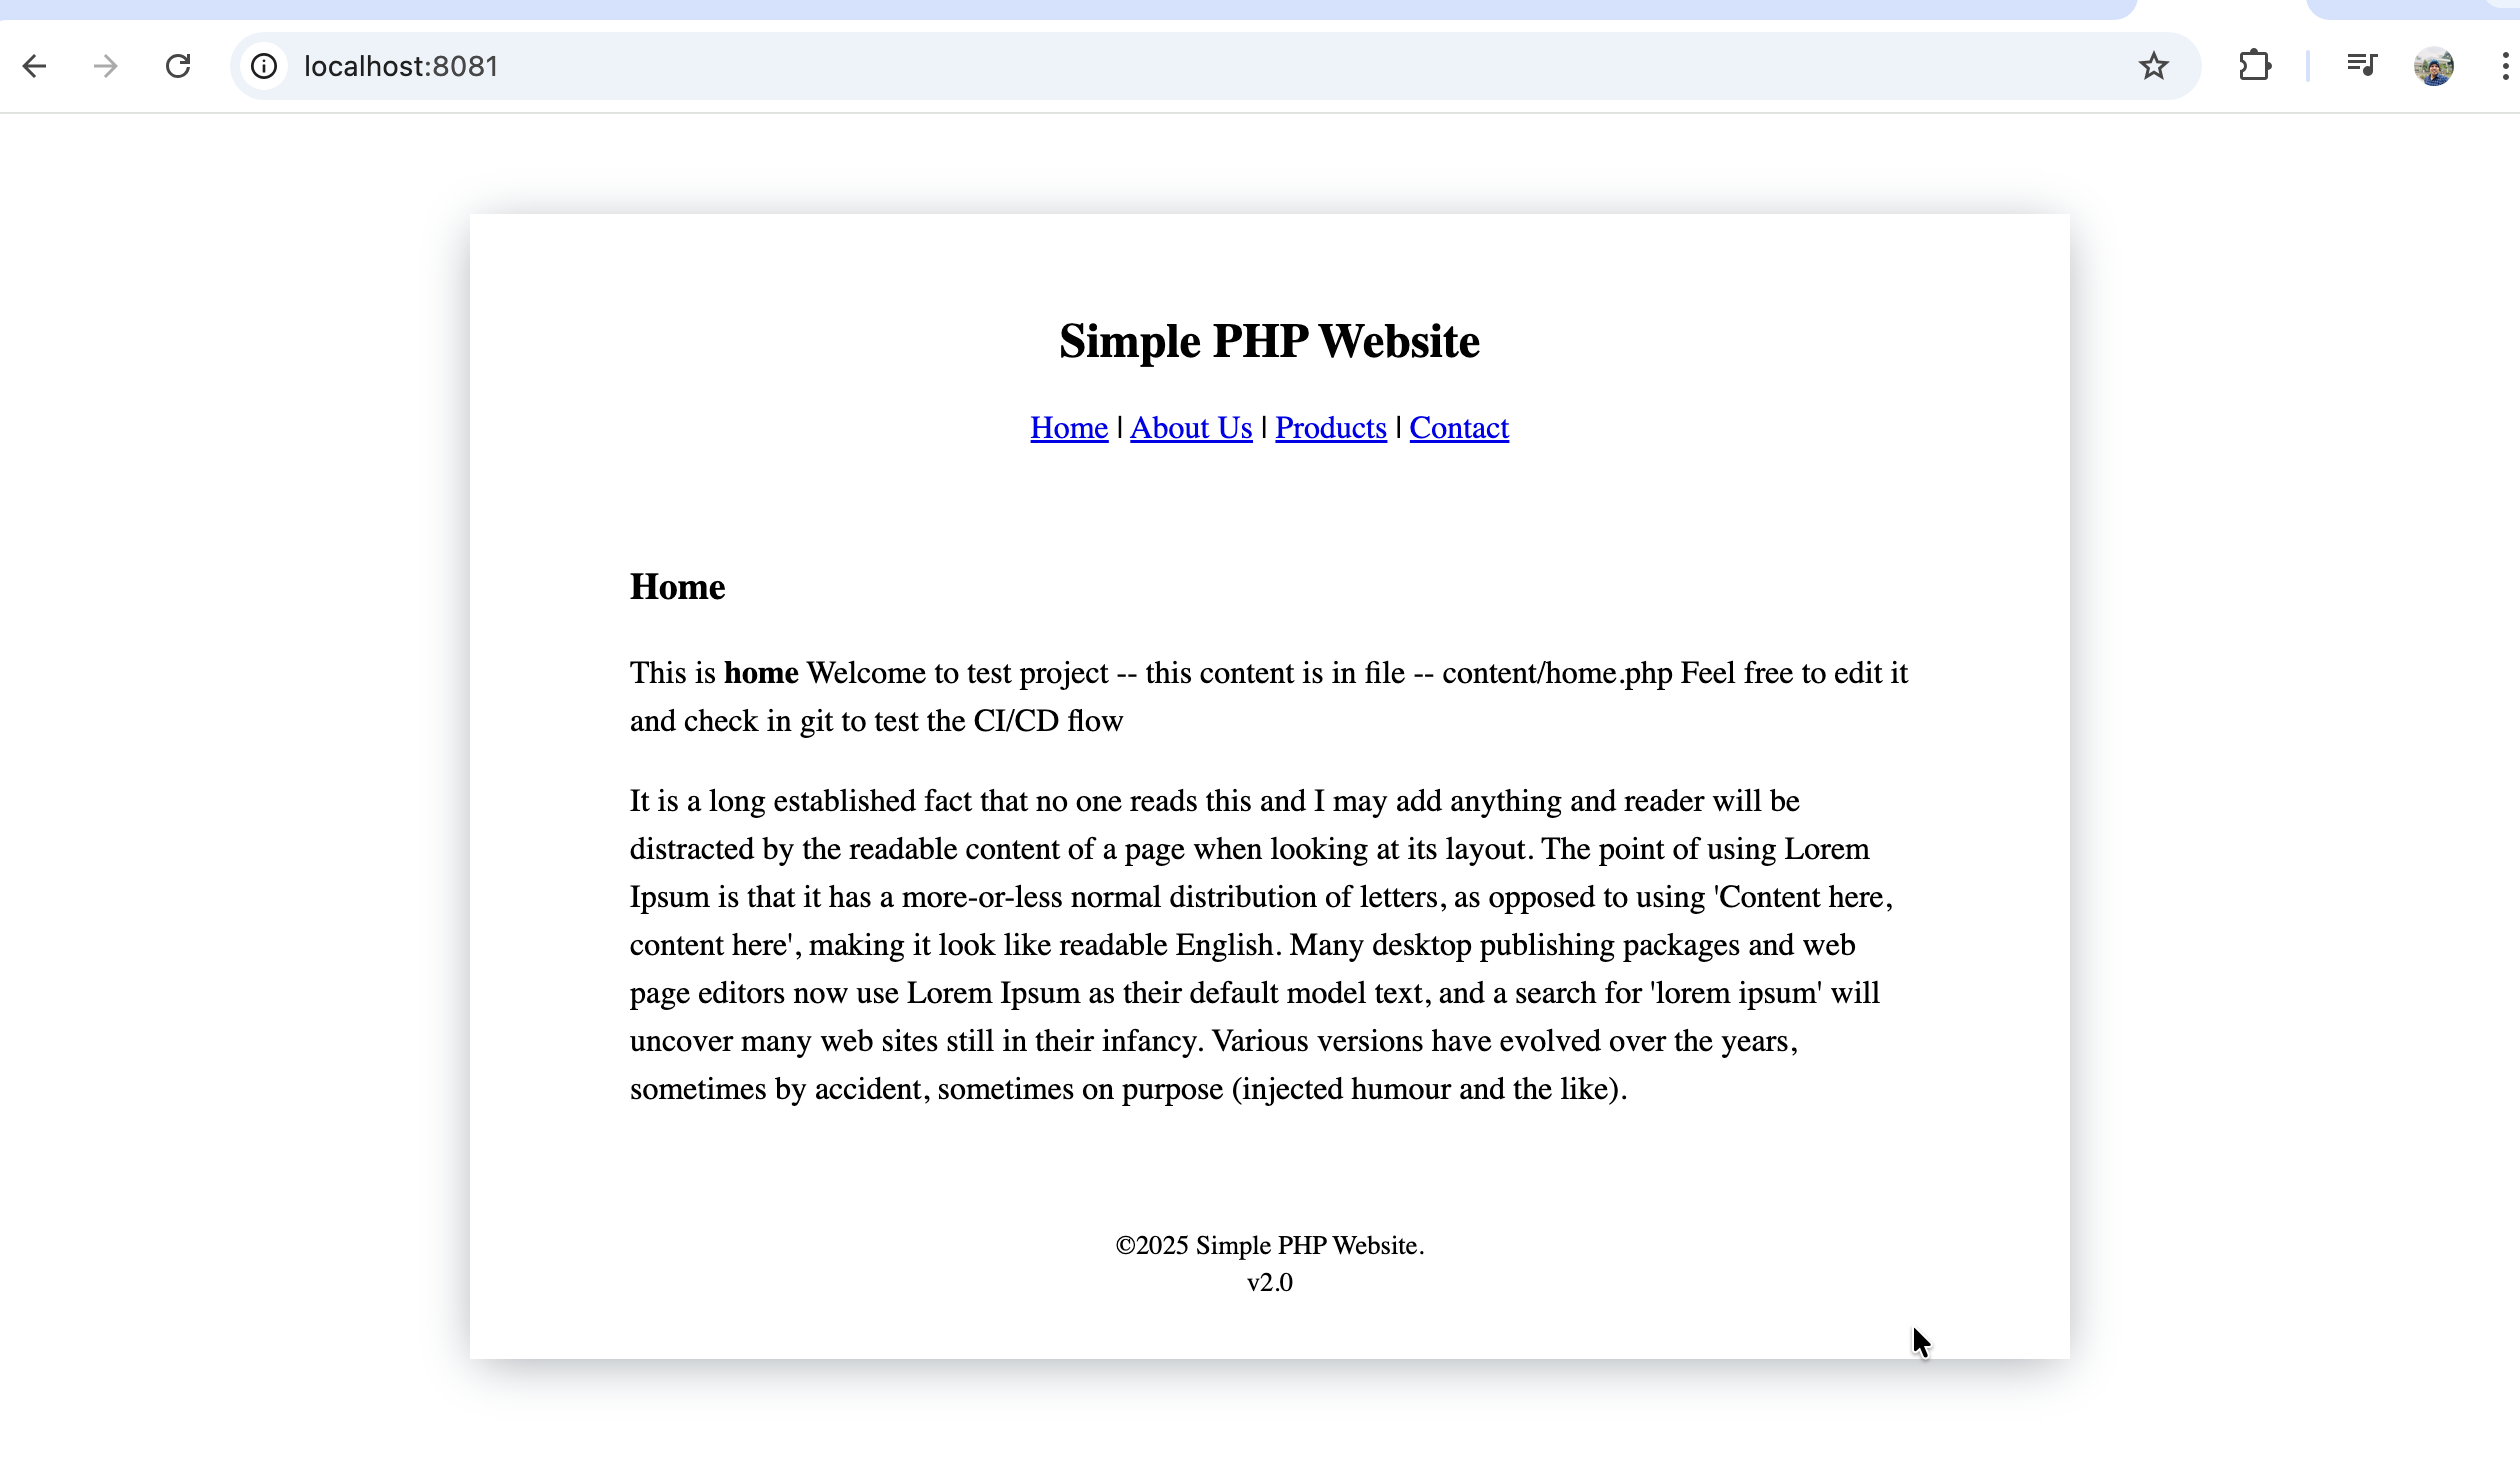 localhost:8081
Simple PHP Website
Home | About Us | Products | Contact
Home
This is home Welcome to test project -- this content is in file -- content/home.php Feel free to edit it
and check in git to test the CI/CD flow
It is a long established fact that no one reads this and I may add anything and reader will be
distracted by the readable content of a page when looking at its layout. The point of using Lorem
Ipsum is that it has a more-or-less normal distribution of letters, as opposed to using 'Content here,
content here', making it look like readable English. Many desktop publishing packages and web
page editors now use Lorem Ipsum as their default model text, and a search for 'lorem ipsum' will
uncover many web sites still in their infancy. Various versions have evolved over the years,
sometimes by accident, sometimes on purpose (injected humour and the like).
©2025 Simple PHP Website.
v2.0